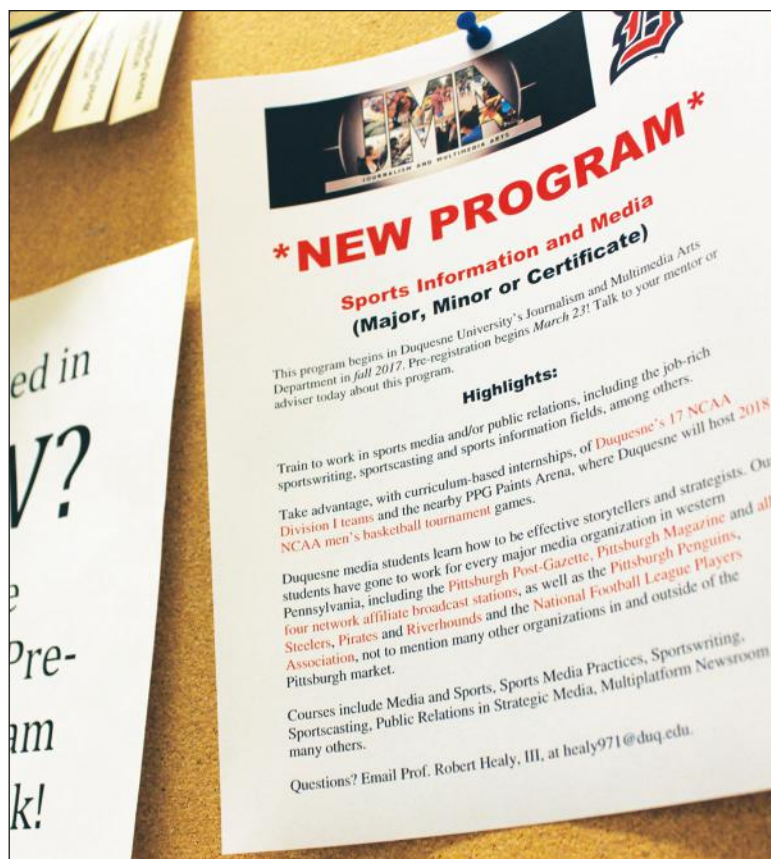 JMA
JOURNALISM AND MULTIMEDIA ARTS
D
*NEW PROGRAM*
Sports Information and Media
(Major, Minor or Certificate)
This program begins in Duquesne University's Journalism and Multimedia Arts
Department in fall 2017. Pre-registration begins March 23! Talk to your mentor or
adviser today about this program.
Highlights:
Train to work in sports media and/or public relations, including the job-rich
sportswriting, sportscasting and sports information fields, among others.
Take advantage, with curriculum-based internships, of Duquesne's 17 NCAA
Division I teams and the nearby PPG Paints Arena, where Duquesne will host 2018
NCAA men's basketball tournament games.
Duquesne media students learn how to be effective storytellers and strategists. Our
students have gone to work for every major media organization in western
Pennsylvania, including the Pittsburgh Post-Gazette, Pittsburgh Magazine and all
four network affiliate broadcast stations, as well as the Pittsburgh Penguins,
Steelers, Pirates and Riverhounds and the National Football League Players
Association, not to mention many other organizations in and outside of the
Pittsburgh market.
Courses include Media and Sports, Sports Media Practices, Sportswriting,
Sportscasting, Public Relations in Strategic Media, Multiplatform Newsroom
many others.
Questions? Email Prof. Robert Healy, III, at healy971@duq.edu.
ed in
?
e
Pre-
am
k!